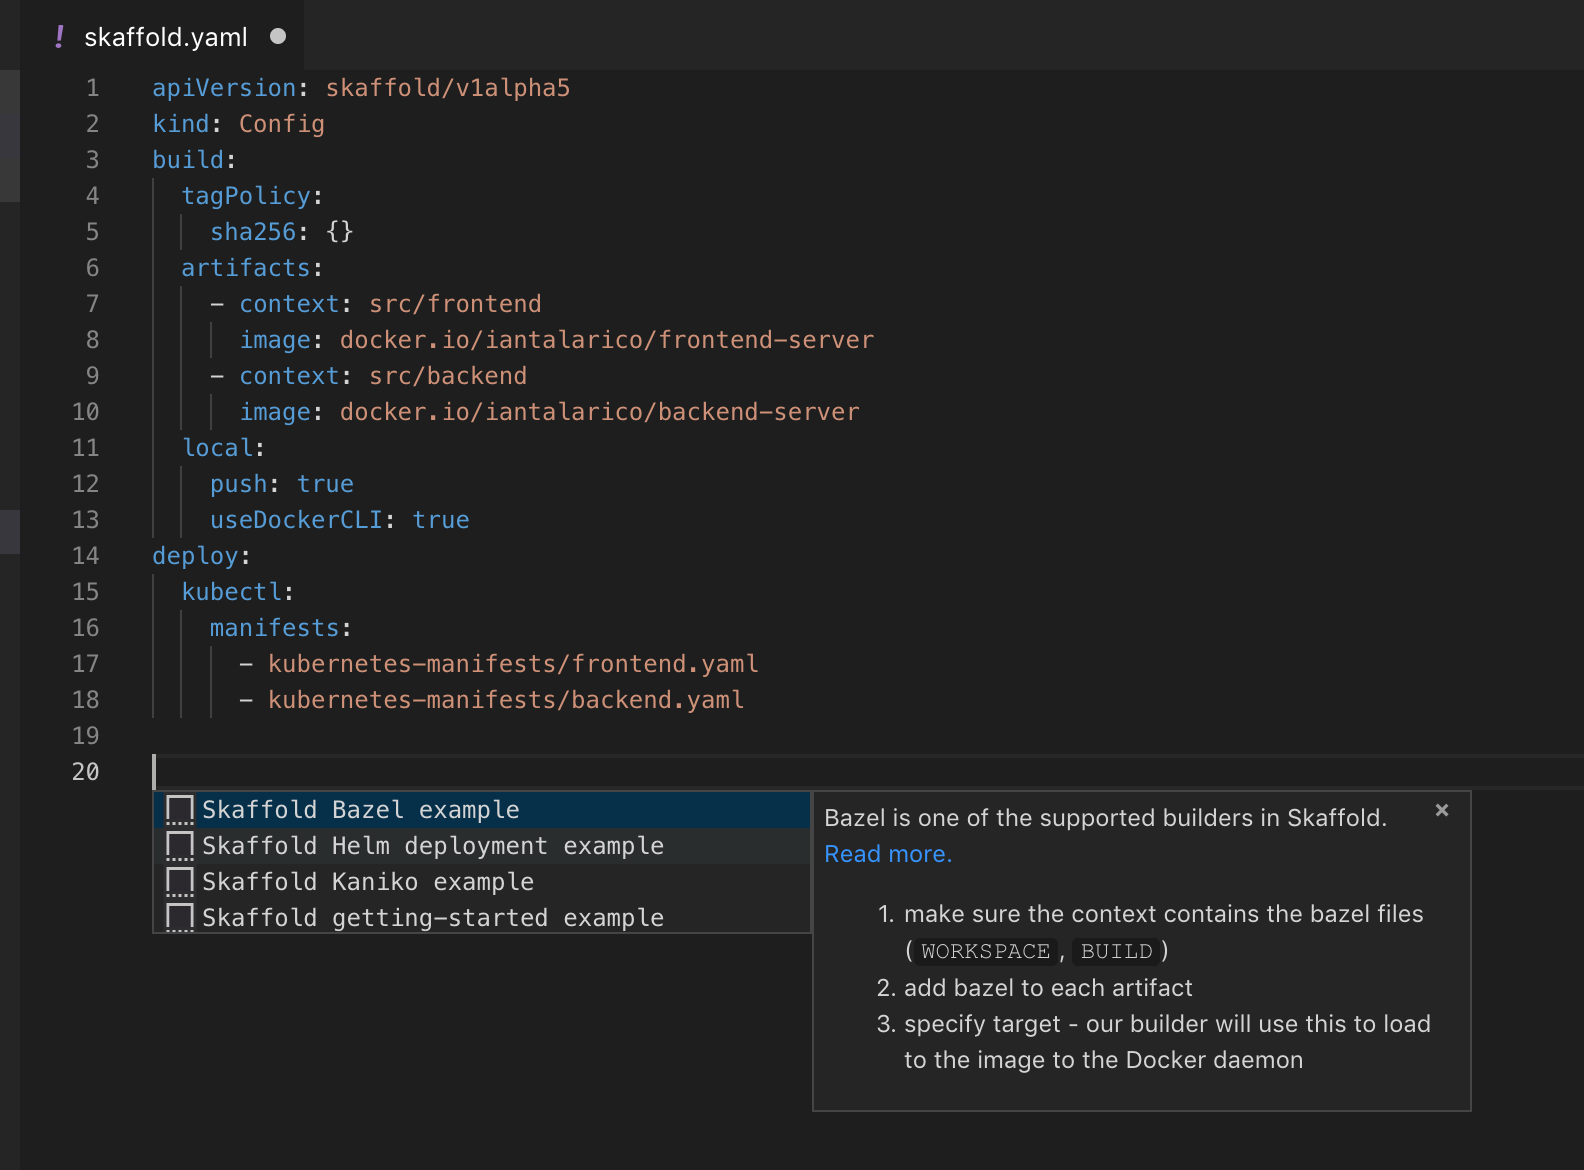 ! skaffold.yaml
1 apiVersion: skaffold/v1alpha5
2 kind: Config
3 build:
4   tagPolicy:
5     sha256: {}
6   artifacts:
7     - context: src/frontend
8       image: docker.io/iantalarico/frontend-server
9     - context: src/backend
10       image: docker.io/iantalarico/backend-server
11   local:
12     push: true
13     useDockerCLI: true
14 deploy:
15   kubectl:
16     manifests:
17       - kubernetes-manifests/frontend.yaml
18       - kubernetes-manifests/backend.yaml
19
20
Skaffold Bazel example
Skaffold Helm deployment example
Skaffold Kaniko example
Skaffold getting-started example
Bazel is one of the supported builders in Skaffold.
Read more.
1. make sure the context contains the bazel files
(WORKSPACE, BUILD)
2. add bazel to each artifact
3. specify target - our builder will use this to load
to the image to the Docker daemon